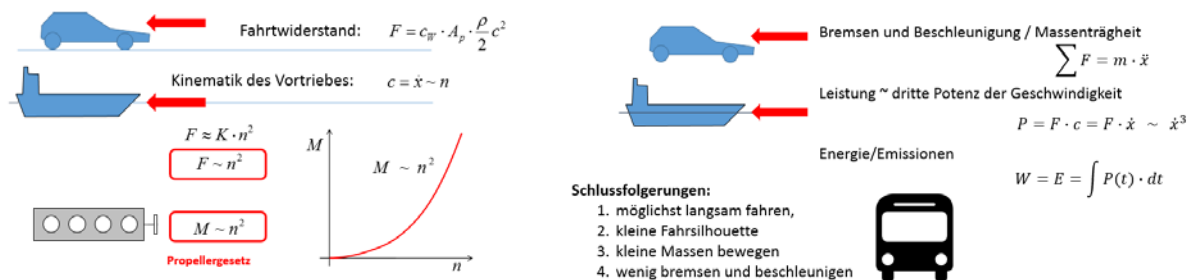 Fahrtwiderstand: F = c_W · A_p · ρ/2 c²
Kinematik des Vortriebes: c = ẋ ~ n
F ≈ K · n²
F ~ n²
M ~ n²
Propellergesetz
M
M ~ n²
n
Bremsen und Beschleunigung / Massenträgheit
∑ F = m · ẍ
Leistung ~ dritte Potenz der Geschwindigkeit
P = F · c = F · ẋ ~ ẋ³
Energie/Emissionen
W = E = ∫ P(t) · dt
Schlussfolgerungen:
1. möglichst langsam fahren,
2. kleine Fahrsilhouette
3. kleine Massen bewegen
4. wenig bremsen und beschleunigen